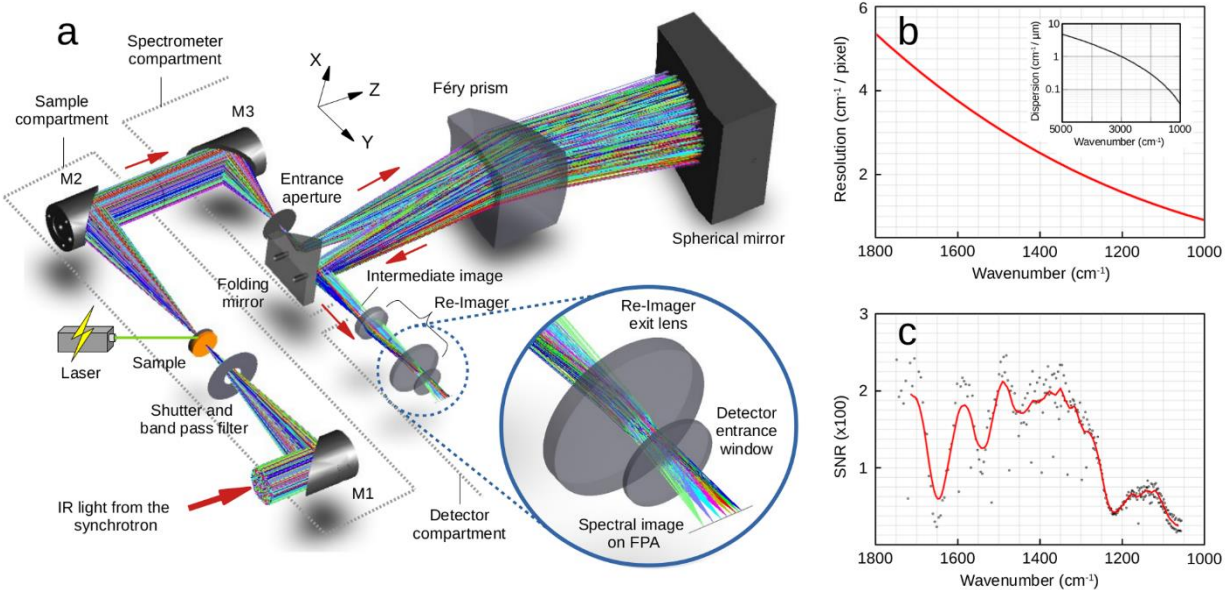 a
Spectrometer
compartment
Sample
compartment
M2
M3
X
Z
Y
Féry prism
Entrance
aperture
Spherical mirror
Folding
mirror
Intermediate image
Re-Imager
Laser
Sample
Shutter and
band pass filter
M1
IR light from the
synchrotron
Detector
compartment
Re-Imager
exit lens
Detector
entrance
window
Spectral image
on FPA
b
Resolution (cm⁻¹ / pixel)
6
4
2
1800
1600
1400
1200
1000
Wavenumber (cm⁻¹)
Dispersion (cm⁻¹ / µm)
10
1
0.1
5000
3000
1000
Wavenumber (cm⁻¹)
c
SNR (x100)
3
2
1
0
1800
1600
1400
1200
1000
Wavenumber (cm⁻¹)